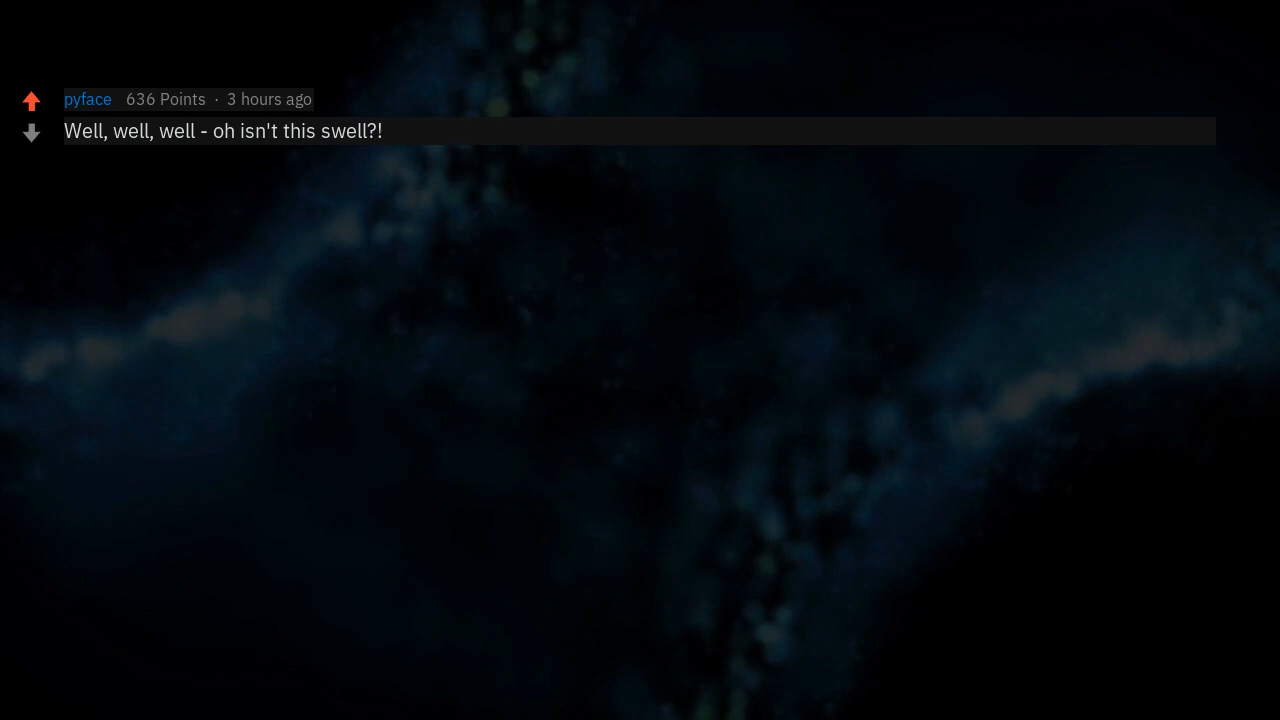 pyface 636 Points · 3 hours ago
Well, well, well - oh isn't this swell?!